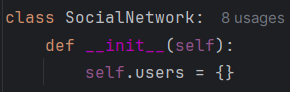 class SocialNetwork:  8 usages
    def __init__(self):
        self.users = {}